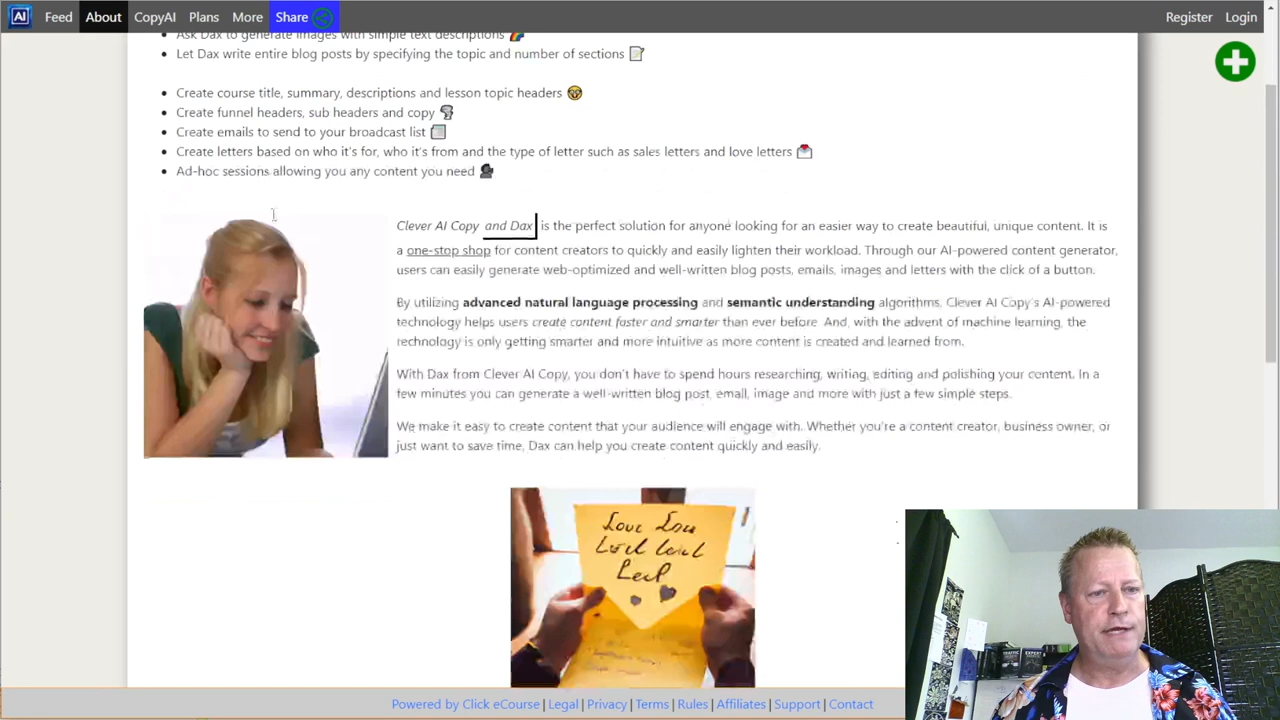 AI Feed About CopyAI Plans More Share Register Login
Ask Dax to generate images with simple text descriptions
Let Dax write entire blog posts by specifying the topic and number of sections
Create course title, summary, descriptions and lesson topic headers
Create funnel headers, sub headers and copy
Create emails to send to your broadcast list
Create letters based on who it's for, who it's from and the type of letter such as sales letters and love letters
Ad-hoc sessions allowing you any content you need
Clever AI Copy and Dax is the perfect solution for anyone looking for an easier way to create beautiful, unique content. It is
a one-stop shop for content creators to quickly and easily lighten their workload. Through our AI-powered content generator,
users can easily generate web-optimized and well-written blog posts, emails, images and letters with the click of a button.
By utilizing advanced natural language processing and semantic understanding algorithms, Clever AI Copy's AI-powered
technology helps users create content faster and smarter than ever before. And, with the advent of machine learning, the
technology is only getting smarter and more intuitive as more content is created and learned from.
With Dax from Clever AI Copy, you don't have to spend hours researching, writing, editing and polishing your content. In a
few minutes you can generate a well-written blog post, email, image and more with just a few simple steps.
We make it easy to create content that your audience will engage with. Whether you're a content creator, business owner, or
just want to save time, Dax can help you create content quickly and easily.
Powered by Click eCourse | Legal | Privacy | Terms | Rules | Affiliates | Support | Contact